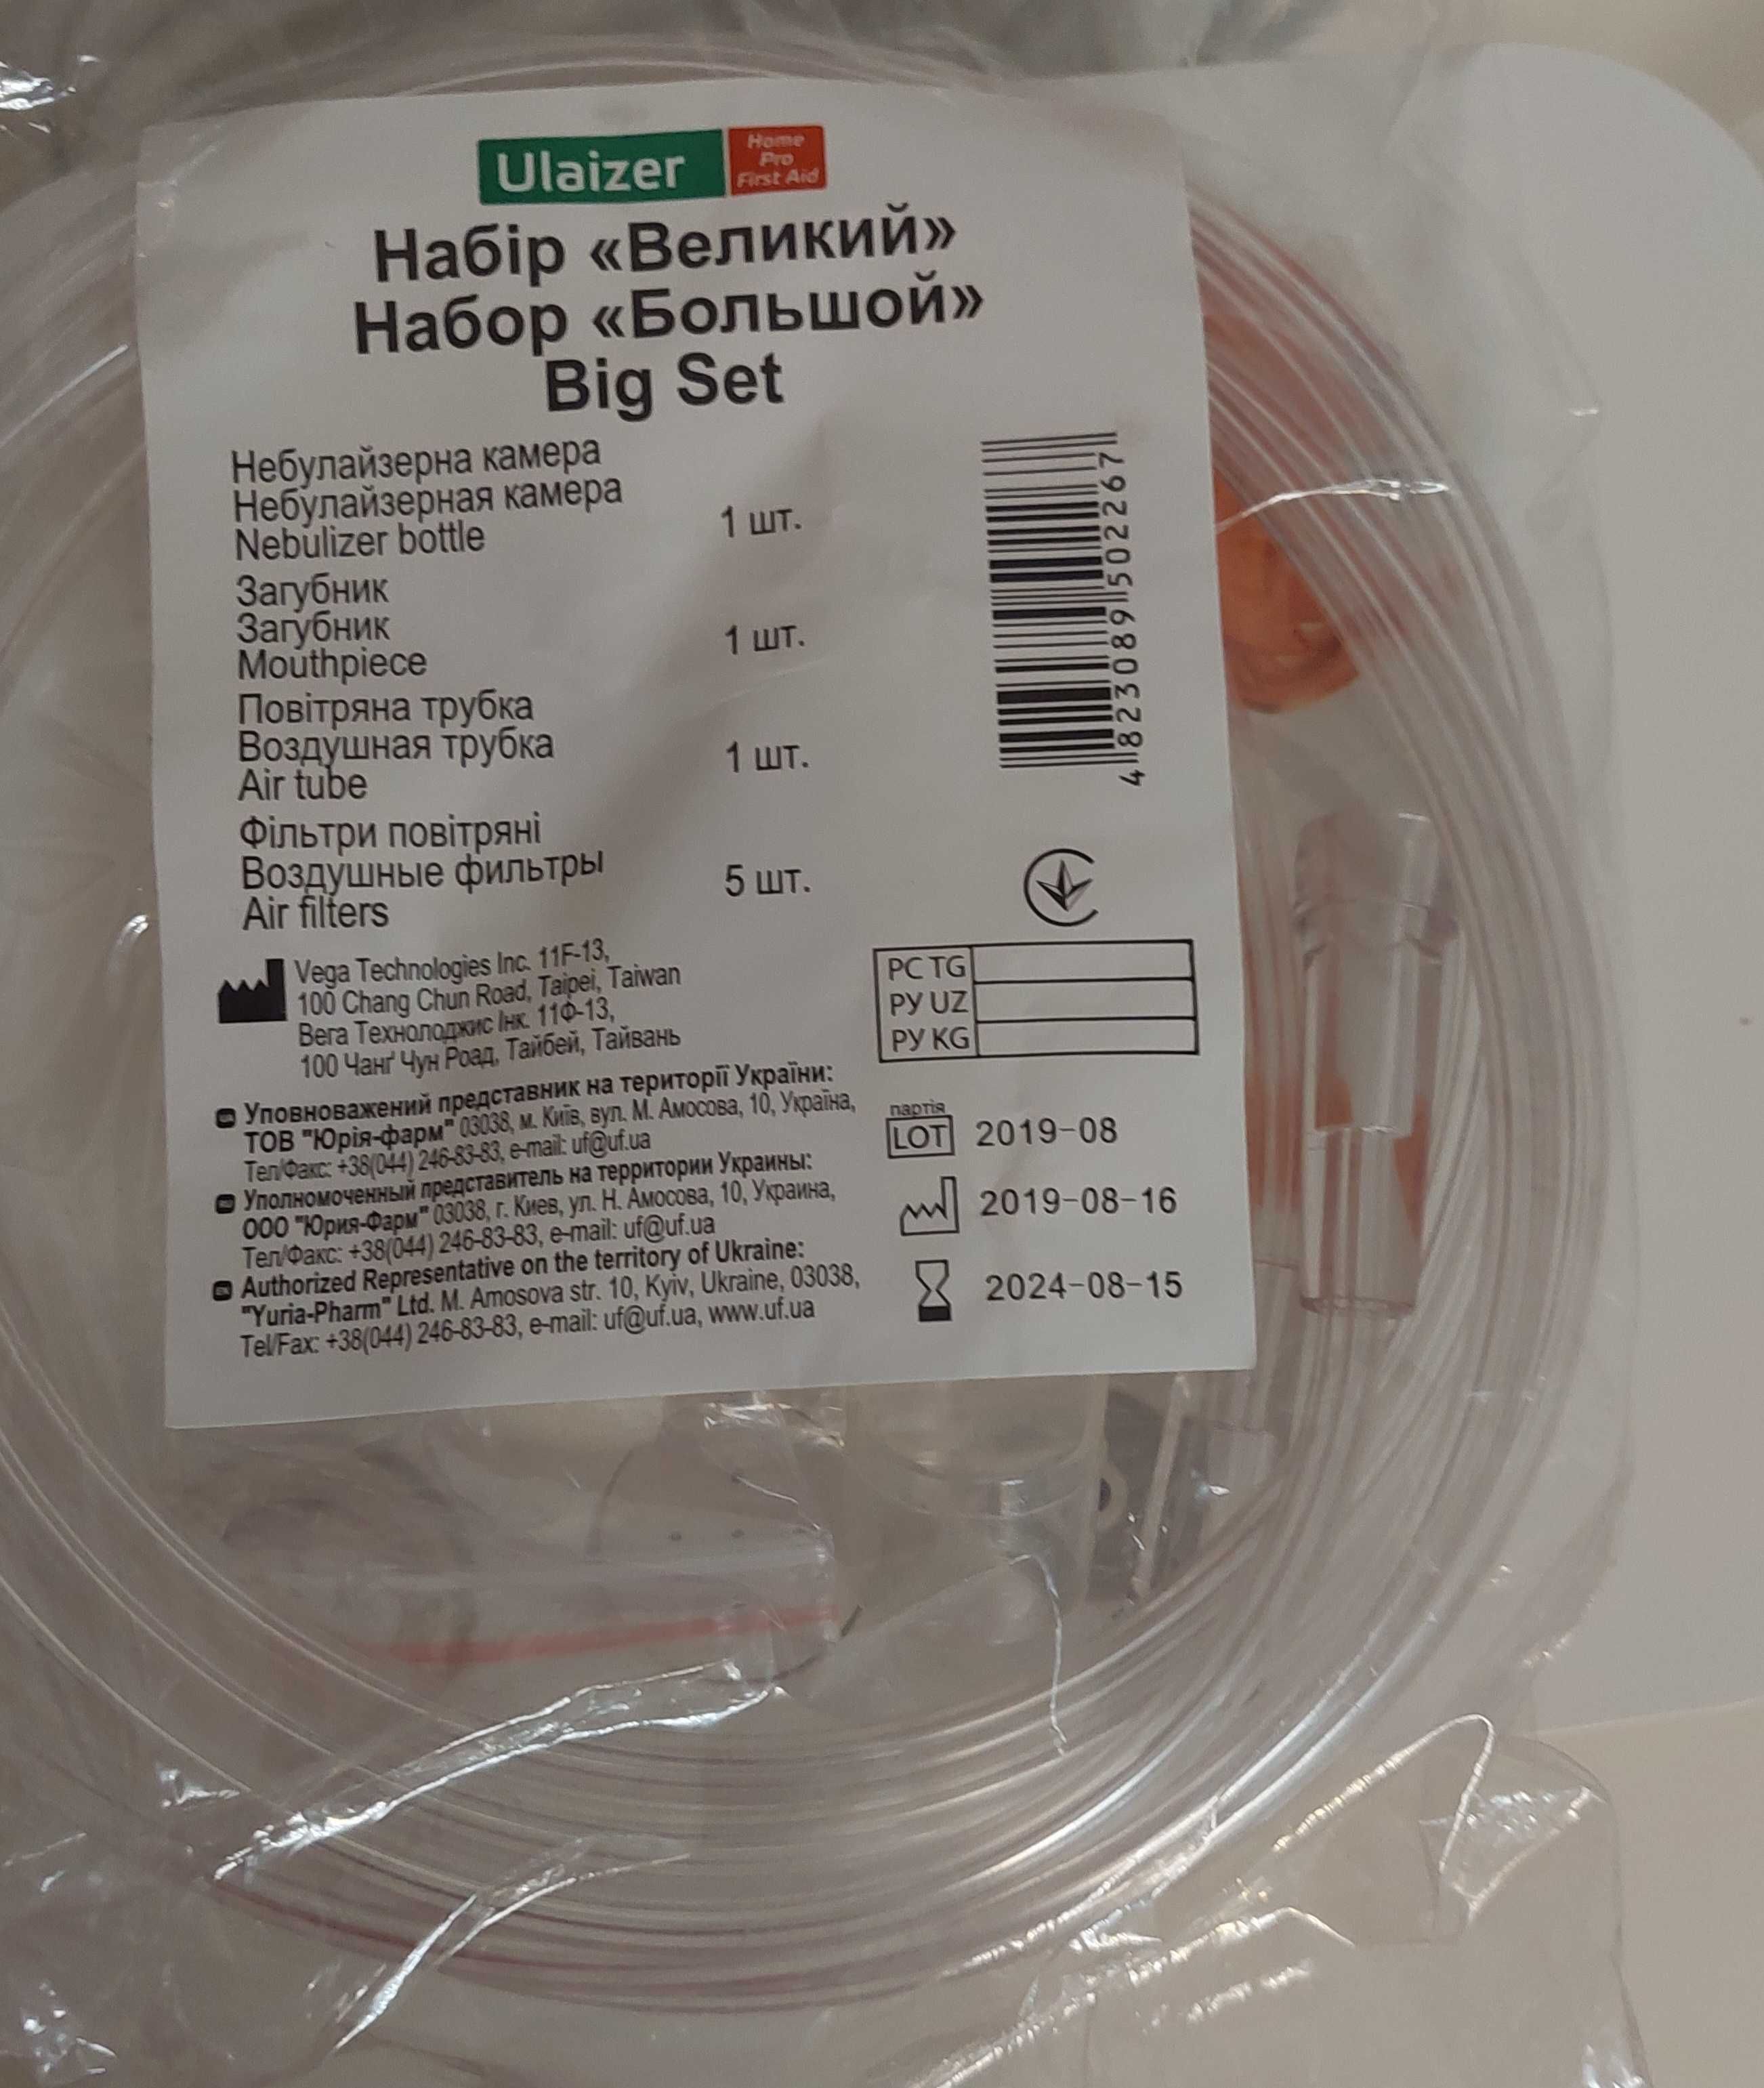 Ulaizer
Home
Pro
First Aid
Набір «Великий»
Набор «Большой»
Big Set
Небулайзерна камера
Небулайзерная камера
Nebulizer bottle
1 шт.
Загубник
Загубник
Mouthpiece
1 шт.
Повітряна трубка
Воздушная трубка
Air tube
1 шт.
Фільтри повітряні
Воздушные фильтры
Air filters
5 шт.
4 823089 502267
Vega Technologies Inc. 11F-13,
100 Chang Chun Road, Taipei, Taiwan
Вега Технолоджис Інк. 11Ф-13,
100 Чанґ Чун Роад, Тайбей, Тайвань
Уповноважений представник на території України:
ТОВ "Юрія-фарм" 03038, м. Київ, вул. М. Амосова, 10, Україна,
Тел/Факс: +38(044) 246-83-83, e-mail: uf@uf.ua
Уполномоченный представитель на территории Украины:
ООО "Юрия-Фарм" 03038, г. Киев, ул. Н. Амосова, 10, Украина,
Тел/Факс: +38(044) 246-83-83, e-mail: uf@uf.ua
Authorized Representative on the territory of Ukraine:
"Yuria-Pharm" Ltd. M. Amosova str. 10, Kyiv, Ukraine, 03038,
Tel/Fax: +38(044) 246-83-83, e-mail: uf@uf.ua, www.uf.ua
РС TG
РУ UZ
РУ KG
партія
LOT 2019-08
2019-08-16
2024-08-15